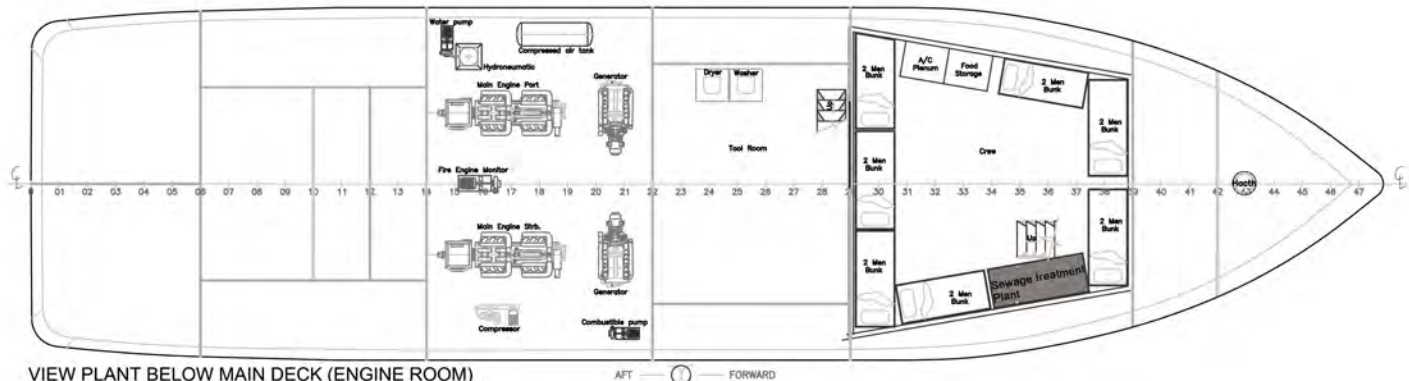 Water pump
Compressed air tank
Hydroneumatic
Main Engine Port
Generator
Dryer
Washer
Up
2 Men
Bunk
A/C
Plenum
Food
Storage
2 Men
Bunk
2 Men
Bunk
Tool Room
Crew
Fire Engine Monitor
2 Men
Bunk
Hacth
01 02 03 04 05 06 07 08 09 10 11 12 13 14 15 16 17 18 19 20 21 22 23 24 25 26 27 28 30 31 32 33 34 35 36 37 38 39 40 41 42 43 44 45 46 47
Main Engine Strb.
Generator
Up
2 Men
Bunk
2 Men
Bunk
2 Men
Bunk
Sewage treatment
Plant
Compressor
Combustible pump
VIEW PLANT BELOW MAIN DECK (ENGINE ROOM)
AFT
FORWARD